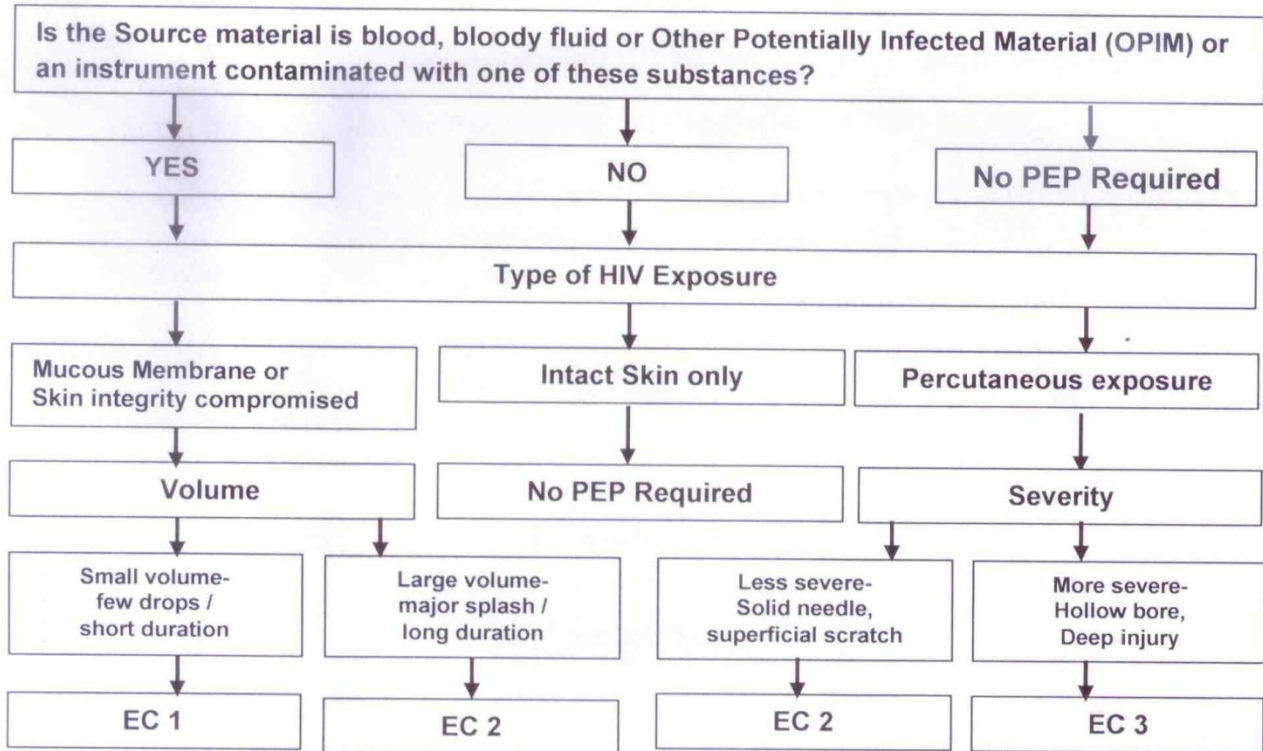 Is the Source material is blood, bloody fluid or Other Potentially Infected Material (OPIM) or
an instrument contaminated with one of these substances?
YES
NO
No PEP Required
Type of HIV Exposure
Mucous Membrane or
Skin integrity compromised
Intact Skin only
Percutaneous exposure
Volume
No PEP Required
Severity
Small volume-
few drops /
short duration
Large volume-
major splash /
long duration
Less severe-
Solid needle,
superficial scratch
More severe-
Hollow bore,
Deep injury
EC 1
EC 2
EC 2
EC 3